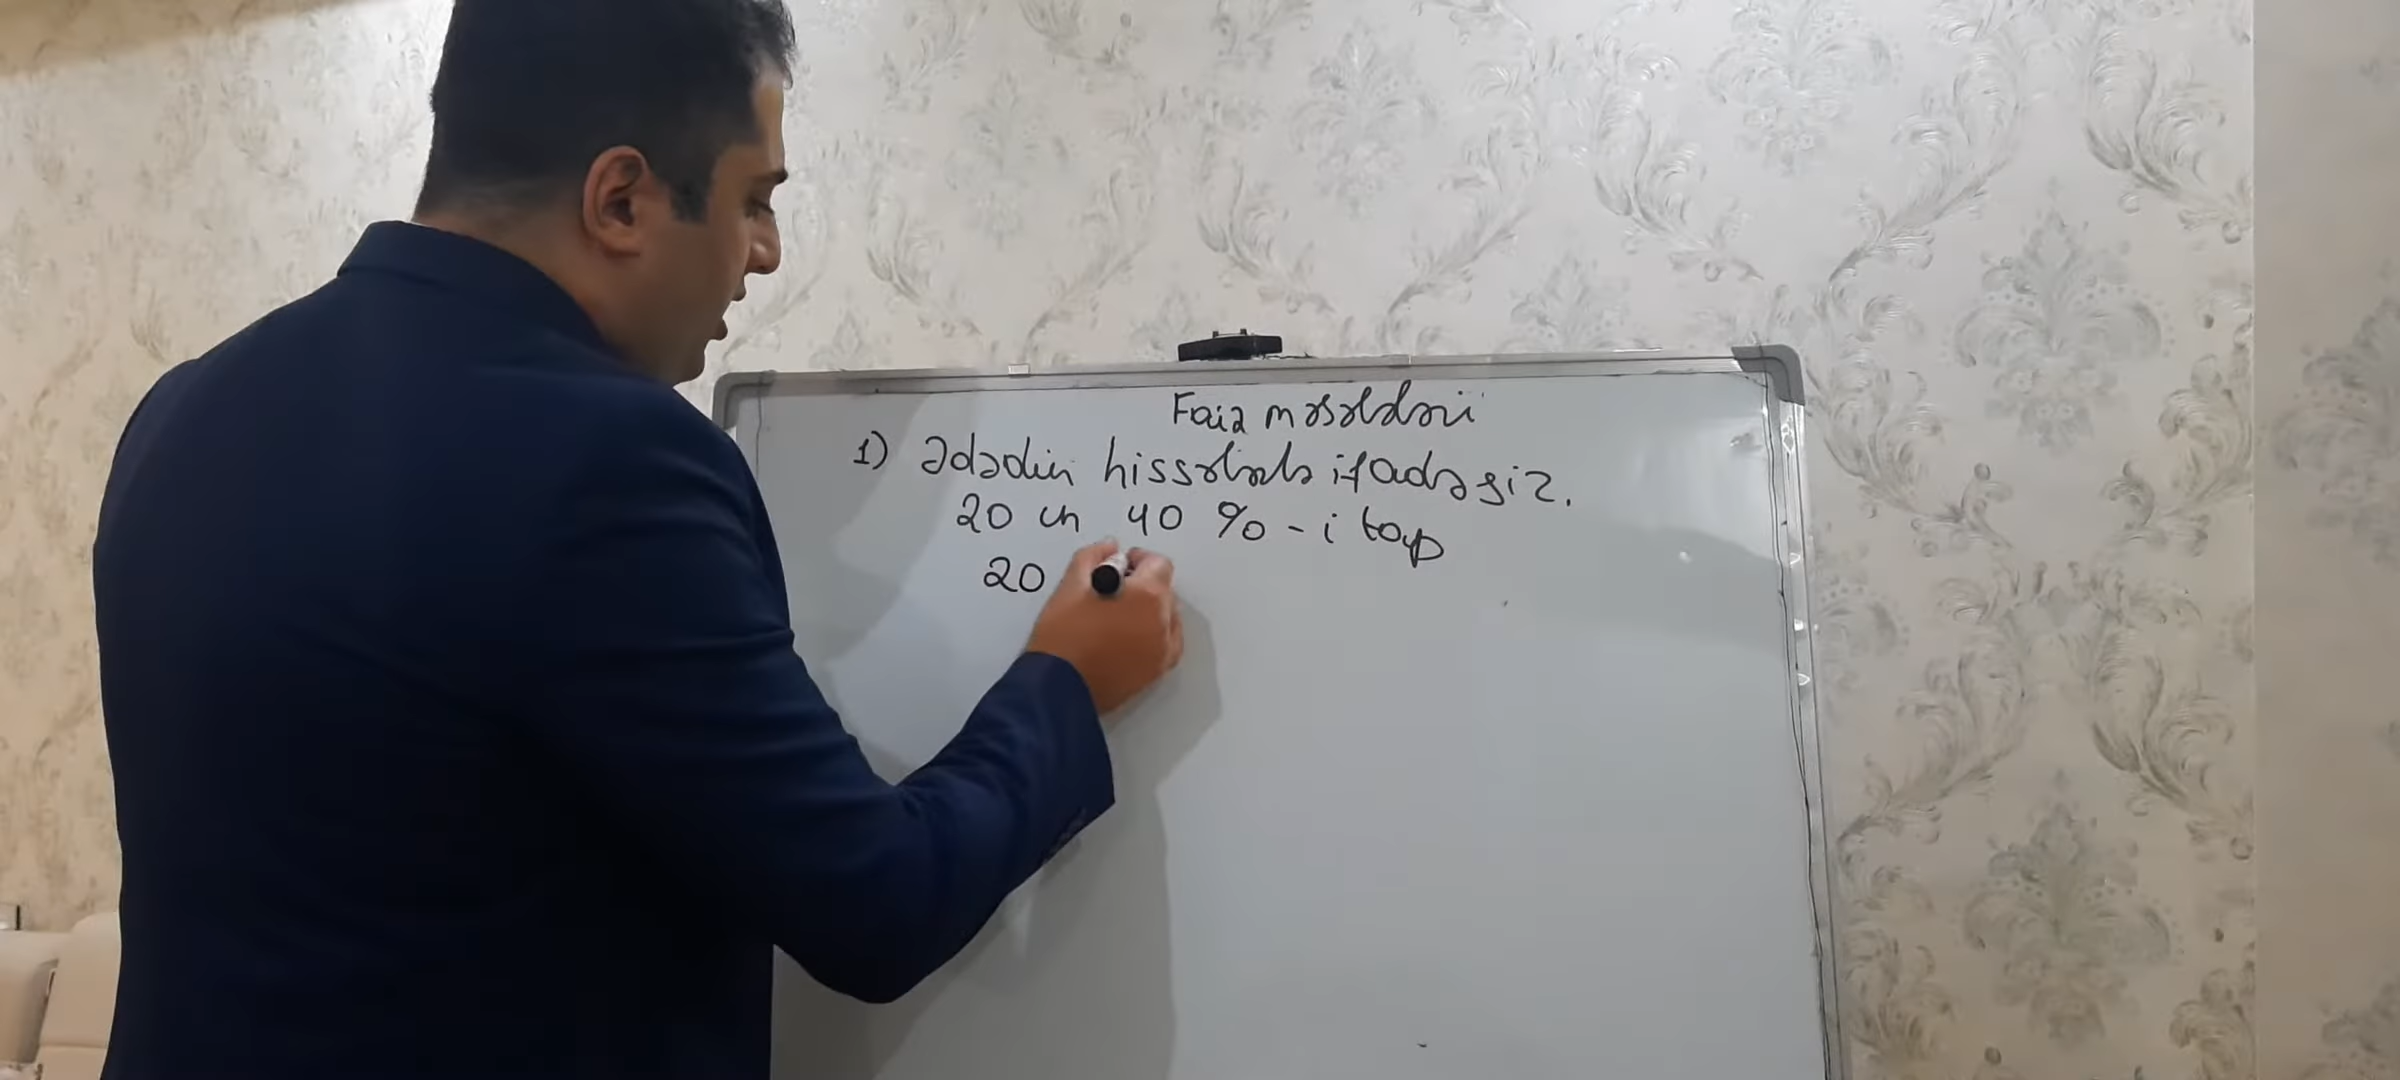 Faiz məsələləri
1) Ədədin hissələrlə ifadəsi.
20 in 40 % - i tap
20